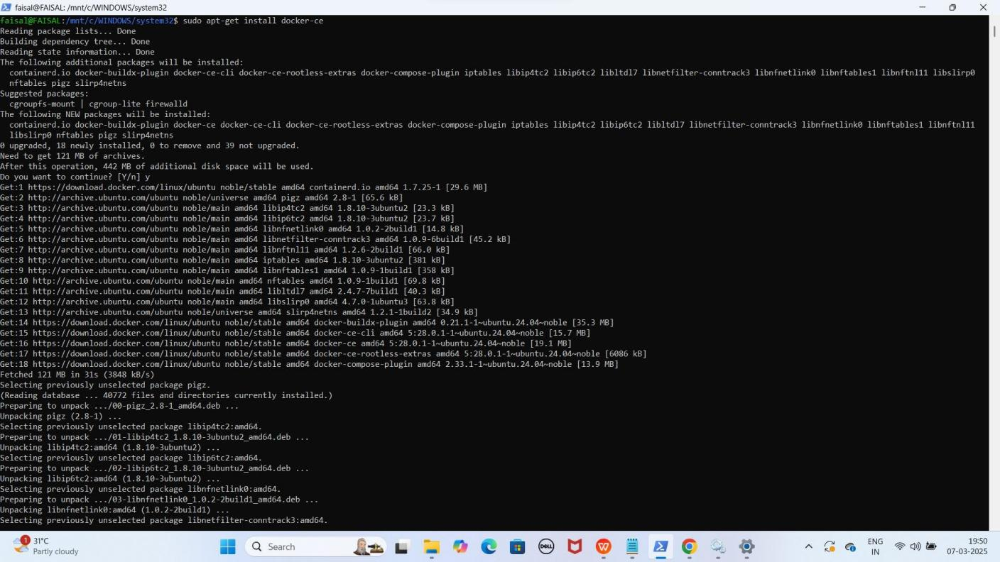 faisal@FAISAL: /mnt/c/WINDOWS/system32
faisal@FAISAL:/mnt/c/WINDOWS/system32$ sudo apt-get install docker-ce
Reading package lists... Done
Building dependency tree... Done
Reading state information... Done
The following additional packages will be installed:
  containerd.io docker-buildx-plugin docker-ce-cli docker-ce-rootless-extras docker-compose-plugin iptables libip4tc2 libip6tc2 libltdl7 libnetfilter-conntrack3 libnfnetlink0 libnftables1 libnftnl11 libslirp0
  nftables pigz slirp4netns
Suggested packages:
  cgroupfs-mount | cgroup-lite firewalld
The following NEW packages will be installed:
  containerd.io docker-buildx-plugin docker-ce docker-ce-cli docker-ce-rootless-extras docker-compose-plugin iptables libip4tc2 libip6tc2 libltdl7 libnetfilter-conntrack3 libnfnetlink0 libnftables1 libnftnl11
  libslirp0 nftables pigz slirp4netns
0 upgraded, 18 newly installed, 0 to remove and 39 not upgraded.
Need to get 121 MB of archives.
After this operation, 442 MB of additional disk space will be used.
Do you want to continue? [Y/n] y
Get:1 https://download.docker.com/linux/ubuntu noble/stable amd64 containerd.io amd64 1.7.25-1 [29.6 MB]
Get:2 http://archive.ubuntu.com/ubuntu noble/universe amd64 pigz amd64 2.8-1 [65.6 kB]
Get:3 http://archive.ubuntu.com/ubuntu noble/main amd64 libip4tc2 amd64 1.8.10-3ubuntu2 [23.3 kB]
Get:4 http://archive.ubuntu.com/ubuntu noble/main amd64 libip6tc2 amd64 1.8.10-3ubuntu2 [23.7 kB]
Get:5 http://archive.ubuntu.com/ubuntu noble/main amd64 libnfnetlink0 amd64 1.0.2-2build1 [14.8 kB]
Get:6 http://archive.ubuntu.com/ubuntu noble/main amd64 libnetfilter-conntrack3 amd64 1.0.9-6build1 [45.2 kB]
Get:7 http://archive.ubuntu.com/ubuntu noble/main amd64 libnftnl11 amd64 1.2.6-2build1 [66.0 kB]
Get:8 http://archive.ubuntu.com/ubuntu noble/main amd64 iptables amd64 1.8.10-3ubuntu2 [381 kB]
Get:9 http://archive.ubuntu.com/ubuntu noble/main amd64 libnftables1 amd64 1.0.9-1build1 [358 kB]
Get:10 http://archive.ubuntu.com/ubuntu noble/main amd64 nftables amd64 1.0.9-1build1 [69.8 kB]
Get:11 http://archive.ubuntu.com/ubuntu noble/main amd64 libltdl7 amd64 2.4.7-7build1 [40.3 kB]
Get:12 http://archive.ubuntu.com/ubuntu noble/main amd64 libslirp0 amd64 4.7.0-1ubuntu3 [63.8 kB]
Get:13 http://archive.ubuntu.com/ubuntu noble/universe amd64 slirp4netns amd64 1.2.1-1build2 [34.9 kB]
Get:14 https://download.docker.com/linux/ubuntu noble/stable amd64 docker-buildx-plugin amd64 0.21.1-1~ubuntu.24.04~noble [35.3 MB]
Get:15 https://download.docker.com/linux/ubuntu noble/stable amd64 docker-ce-cli amd64 5:28.0.1-1~ubuntu.24.04~noble [15.7 MB]
Get:16 https://download.docker.com/linux/ubuntu noble/stable amd64 docker-ce amd64 5:28.0.1-1~ubuntu.24.04~noble [19.1 MB]
Get:17 https://download.docker.com/linux/ubuntu noble/stable amd64 docker-ce-rootless-extras amd64 5:28.0.1-1~ubuntu.24.04~noble [6086 kB]
Get:18 https://download.docker.com/linux/ubuntu noble/stable amd64 docker-compose-plugin amd64 2.33.1-1~ubuntu.24.04~noble [13.9 MB]
Fetched 121 MB in 31s (3848 kB/s)
Selecting previously unselected package pigz.
(Reading database ... 40772 files and directories currently installed.)
Preparing to unpack .../00-pigz_2.8-1_amd64.deb ...
Unpacking pigz (2.8-1) ...
Selecting previously unselected package libip4tc2:amd64.
Preparing to unpack .../01-libip4tc2_1.8.10-3ubuntu2_amd64.deb ...
Unpacking libip4tc2:amd64 (1.8.10-3ubuntu2) ...
Selecting previously unselected package libip6tc2:amd64.
Preparing to unpack .../02-libip6tc2_1.8.10-3ubuntu2_amd64.deb ...
Unpacking libip6tc2:amd64 (1.8.10-3ubuntu2) ...
Selecting previously unselected package libnfnetlink0:amd64.
Preparing to unpack .../03-libnfnetlink0_1.0.2-2build1_amd64.deb ...
Unpacking libnfnetlink0:amd64 (1.0.2-2build1) ...
Selecting previously unselected package libnetfilter-conntrack3:amd64.
1
31°C
Partly cloudy
Search
DELL
W
ENG
IN
19:50
07-03-2025